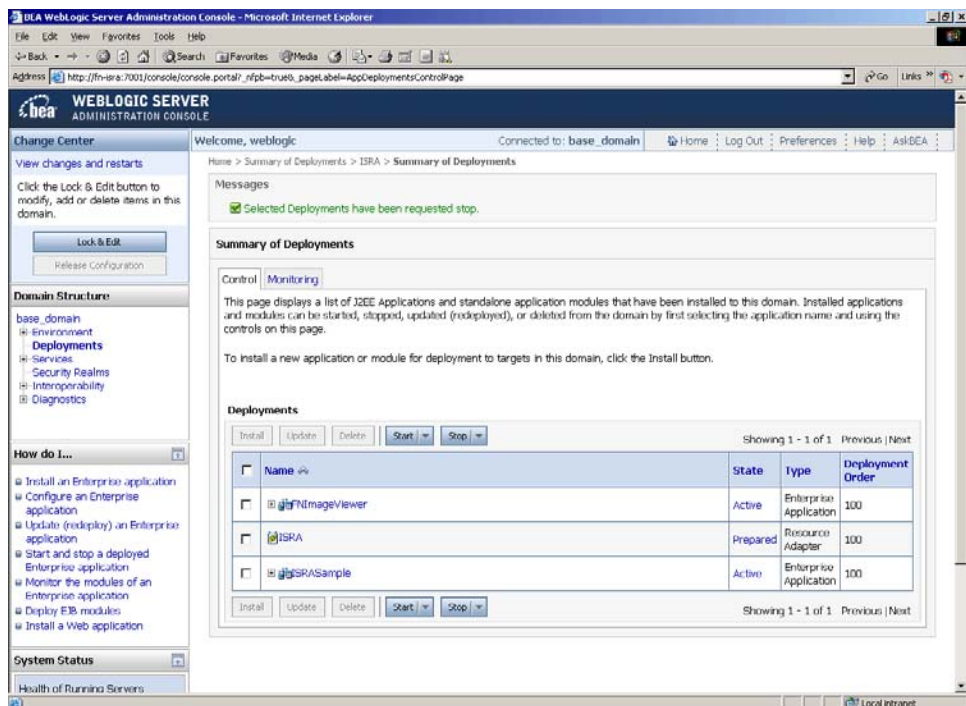 BEA WebLogic Server Administration Console - Microsoft Internet Explorer
File Edit View Favorites Tools Help
Back Search Favorites Media
Address http://fn-isra:7001/console/console.portal?_nfpb=true&_pageLabel=AppDeploymentsControlPage Go Links »
bea WEBLOGIC SERVER
ADMINISTRATION CONSOLE
Change Center
View changes and restarts
Click the Lock & Edit button to
modify, add or delete items in this
domain.
Lock & Edit
Release Configuration
Domain Structure
base_domain
Environment
Deployments
Services
Security Realms
Interoperability
Diagnostics
How do I...
Install an Enterprise application
Configure an Enterprise
application
Update (redeploy) an Enterprise
application
Start and stop a deployed
Enterprise application
Monitor the modules of an
Enterprise application
Deploy EJB modules
Install a Web application
System Status
Health of Running Servers
Welcome, weblogic Connected to: base_domain Home Log Out Preferences Help AskBEA
Home > Summary of Deployments > ISRA > Summary of Deployments
Messages
Selected Deployments have been requested stop.
Summary of Deployments
Control Monitoring
This page displays a list of J2EE Applications and standalone application modules that have been installed to this domain. Installed applications
and modules can be started, stopped, updated (redeployed), or deleted from the domain by first selecting the application name and using the
controls on this page.
To install a new application or module for deployment to targets in this domain, click the Install button.
Deployments
Install Update Delete Start Stop Showing 1 - 1 of 1 Previous | Next
Name State Type Deployment Order
FNImageViewer Active Enterprise Application 100
ISRA Prepared Resource Adapter 100
ISRASample Active Enterprise Application 100
Install Update Delete Start Stop Showing 1 - 1 of 1 Previous | Next
Local intranet